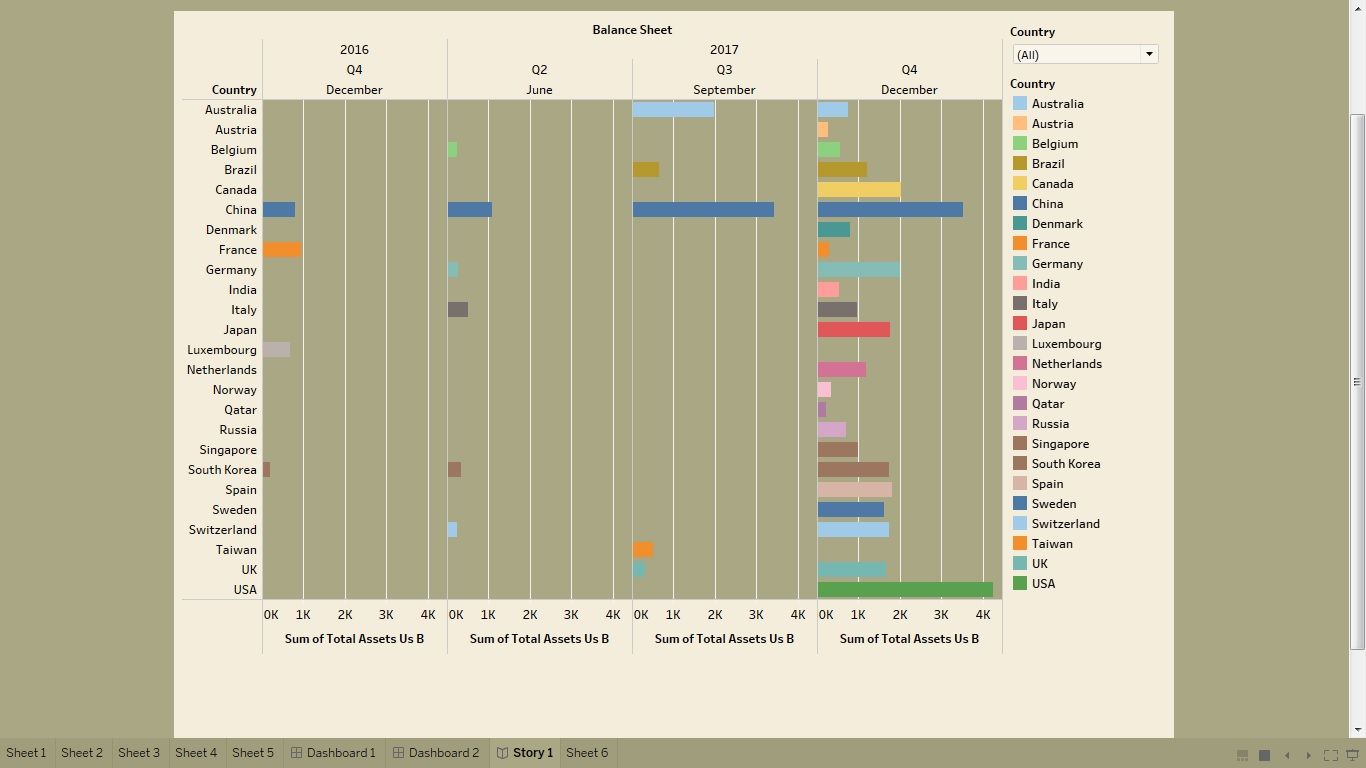 Balance Sheet
2016 2017
Q4 Q2 Q3 Q4
Country December June September December
Australia
Austria
Belgium
Brazil
Canada
China
Denmark
France
Germany
India
Italy
Japan
Luxembourg
Netherlands
Norway
Qatar
Russia
Singapore
South Korea
Spain
Sweden
Switzerland
Taiwan
UK
USA
0K 1K 2K 3K 4K 0K 1K 2K 3K 4K 0K 1K 2K 3K 4K 0K 1K 2K 3K 4K
Sum of Total Assets Us B Sum of Total Assets Us B Sum of Total Assets Us B Sum of Total Assets Us B
Country
(All)
Country
Australia
Austria
Belgium
Brazil
Canada
China
Denmark
France
Germany
India
Italy
Japan
Luxembourg
Netherlands
Norway
Qatar
Russia
Singapore
South Korea
Spain
Sweden
Switzerland
Taiwan
UK
USA
Sheet 1 Sheet 2 Sheet 3 Sheet 4 Sheet 5 Dashboard 1 Dashboard 2 Story 1 Sheet 6